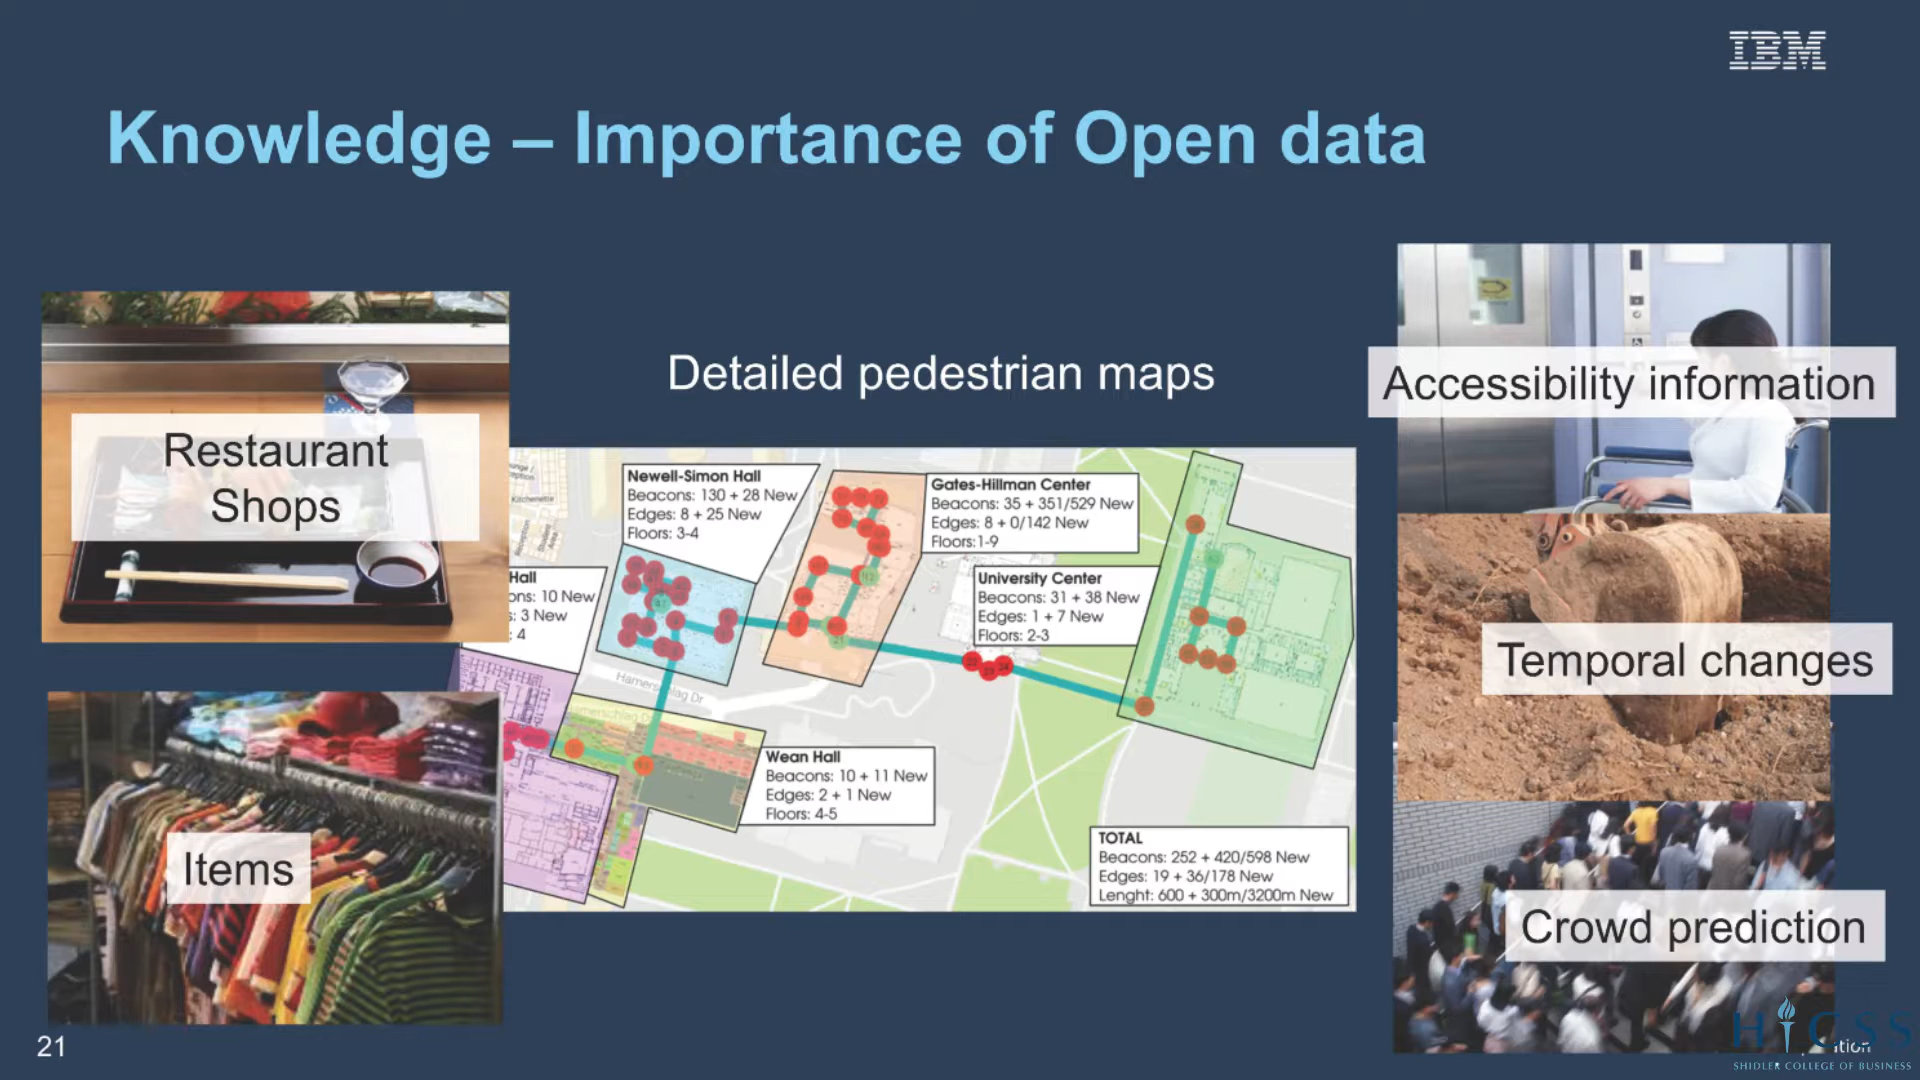 IBM
Knowledge – Importance of Open data
Restaurant
Shops
Items
Detailed pedestrian maps
Newell-Simon Hall
Beacons: 130 + 28 New
Edges: 8 + 25 New
Floors: 3-4
Gates-Hillman Center
Beacons: 35 + 351/529 New
Edges: 8 + 0/142 New
Floors:1-9
Hall
ons: 10 New
s: 3 New
: 4
University Center
Beacons: 31 + 38 New
Edges: 1 + 7 New
Floors: 2-3
Hamerschlag Dr
Wean Hall
Beacons: 10 + 11 New
Edges: 2 + 1 New
Floors: 4-5
TOTAL
Beacons: 252 + 420/598 New
Edges: 19 + 36/178 New
Lenght: 600 + 300m/3200m New
Accessibility information
Temporal changes
Crowd prediction
21
HICSS
SHIDLER COLLEGE OF BUSINESS